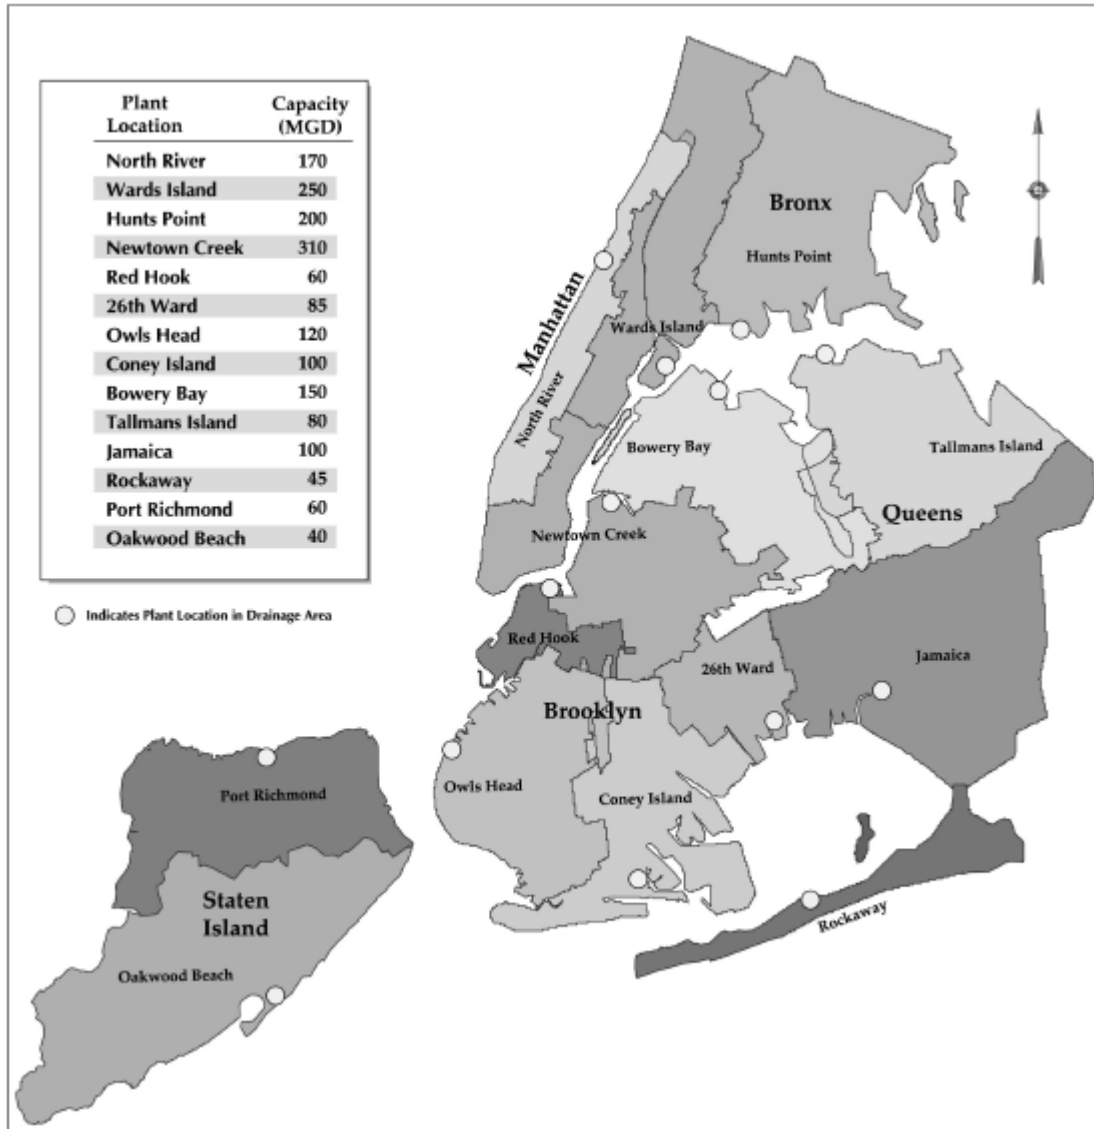 Plant Location
Capacity (MGD)
North River 170
Wards Island 250
Hunts Point 200
Newtown Creek 310
Red Hook 60
26th Ward 85
Owls Head 120
Coney Island 100
Bowery Bay 150
Tallmans Island 80
Jamaica 100
Rockaway 45
Port Richmond 60
Oakwood Beach 40
Indicates Plant Location in Drainage Area
Bronx
Hunts Point
Manhattan
Wards Island
North River
Bowery Bay
Tallmans Island
Queens
Newtown Creek
Red Hook
26th Ward
Jamaica
Brooklyn
Owls Head
Coney Island
Port Richmond
Staten
Island
Oakwood Beach
Rockaway